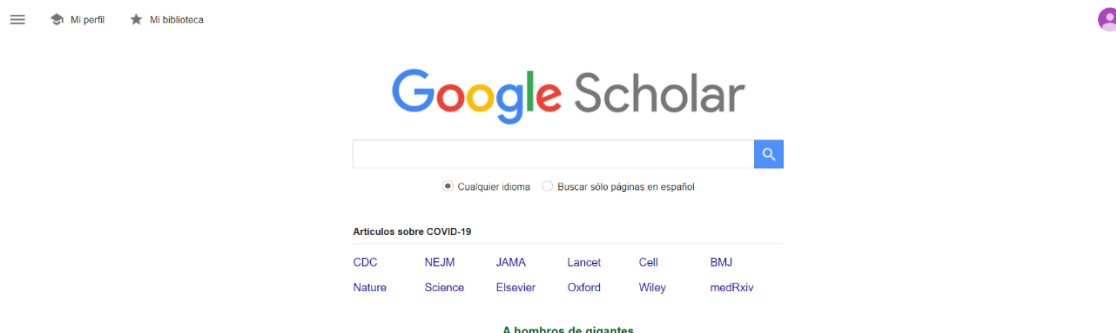 Mi perfil Mi biblioteca
Google Scholar
Cualquier idioma Buscar sólo páginas en español
Artículos sobre COVID-19
CDC NEJM JAMA Lancet Cell BMJ
Nature Science Elsevier Oxford Wiley medRxiv
A hombros de gigantes